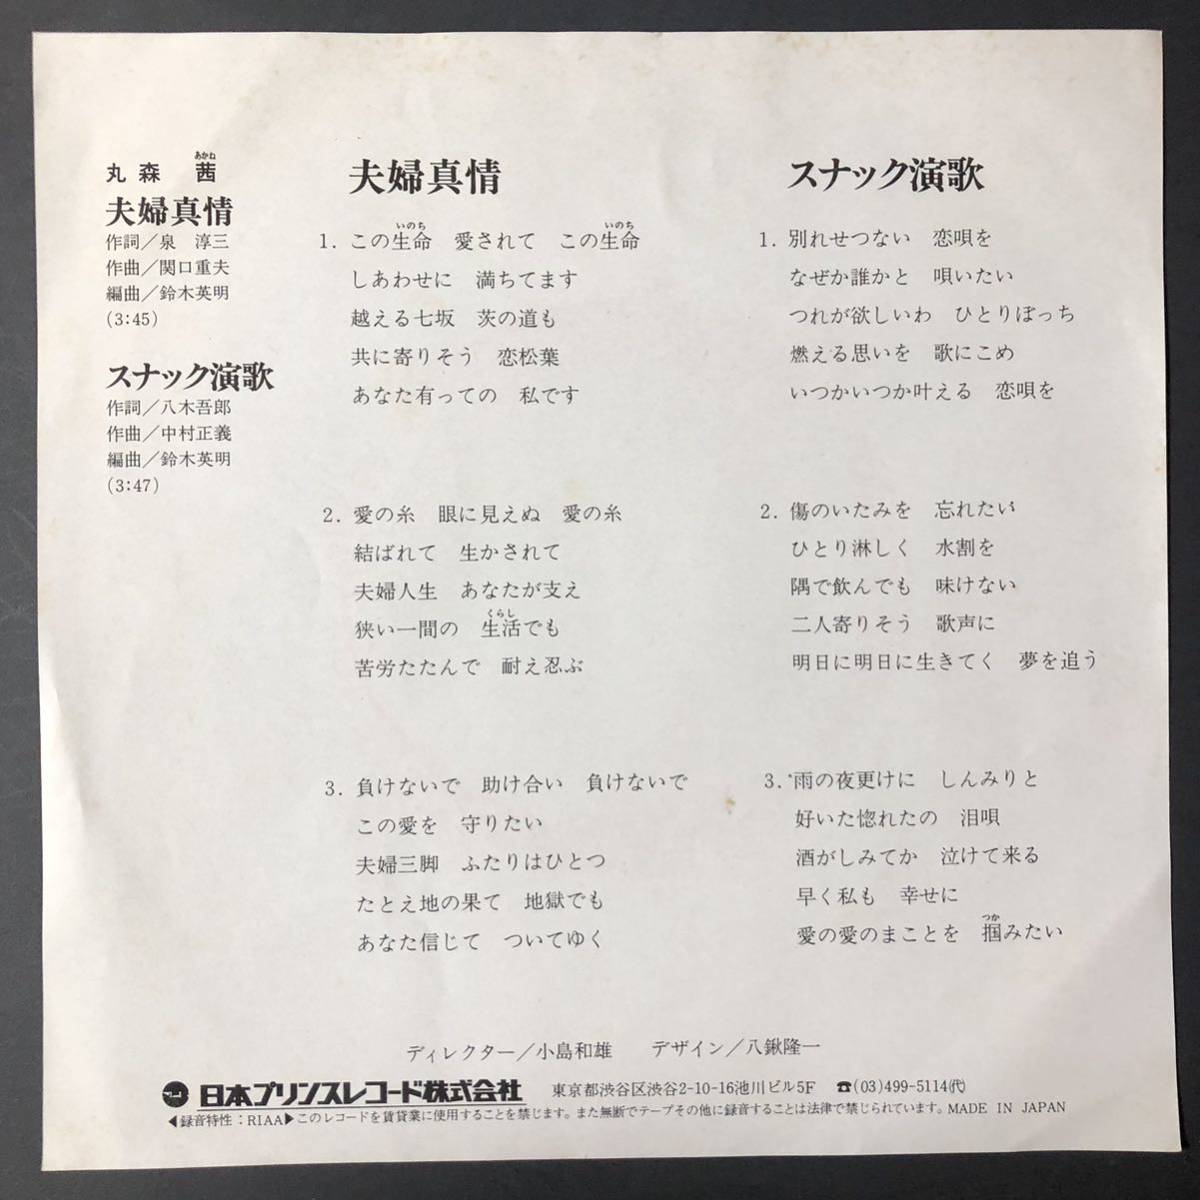 あかね
丸森 茜
夫婦真情
作詞／泉 淳三
作曲／関口重夫
編曲／鈴木英明
(3:45)
スナック演歌
作詞／八木吾郎
作曲／中村正義
編曲／鈴木英明
(3:47)
夫婦真情
いのち いのち
1. この生命 愛されて この生命
しあわせに 満ちてます
越える七坂 茨の道も
共に寄りそう 恋松葉
あなた有っての 私です
2. 愛の糸 眼に見えぬ 愛の糸
結ばれて 生かされて
夫婦人生 あなたが支え
くらし
狭い一間の 生活でも
苦労たたんで 耐え忍ぶ
3. 負けないで 助け合い 負けないで
この愛を 守りたい
夫婦三脚 ふたりはひとつ
たとえ地の果て 地獄でも
あなた信じて ついてゆく
スナック演歌
1. 別れせつない 恋唄を
なぜか誰かと 唄いたい
つれが欲しいわ ひとりぼっち
燃える思いを 歌にこめ
いつかいつか叶える 恋唄を
2. 傷のいたみを 忘れたい
ひとり淋しく 水割を
隅で飲んでも 味けない
二人寄りそう 歌声に
明日に明日に生きてく 夢を追う
3. 雨の夜更けに しんみりと
好いた惚れたの 泪唄
酒がしみてか 泣けて来る
早く私も 幸せに
つか
愛の愛のまことを 掴みたい
ディレクター／小島和雄 デザイン／八鍬隆一
日本プリンスレコード株式会社 東京都渋谷区渋谷2-10-16池川ビル5F ☎(03)499-5114(代)
◀録音特性：RIAA▶このレコードを賃貸業に使用することを禁じます。また無断でテープその他に録音することは法律で禁じられています。MADE IN JAPAN